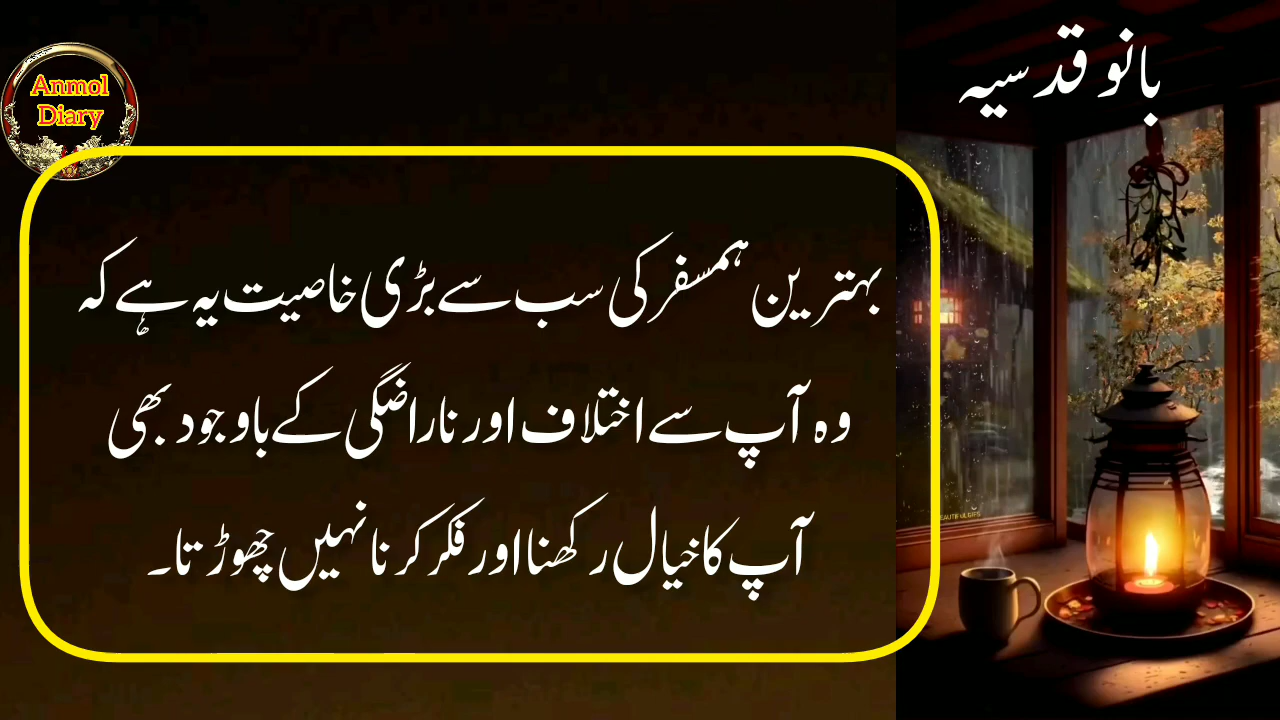 بانو قدسیہ
Anmol
Diary
بہترین ہمسفر کی سب سے بڑی خاصیت یہ ہے کہ
وہ آپ سے اختلاف اور ناراضگی کے باوجود بھی
آپ کا خیال رکھنا اور فکر کرنا نہیں چھوڑتا۔